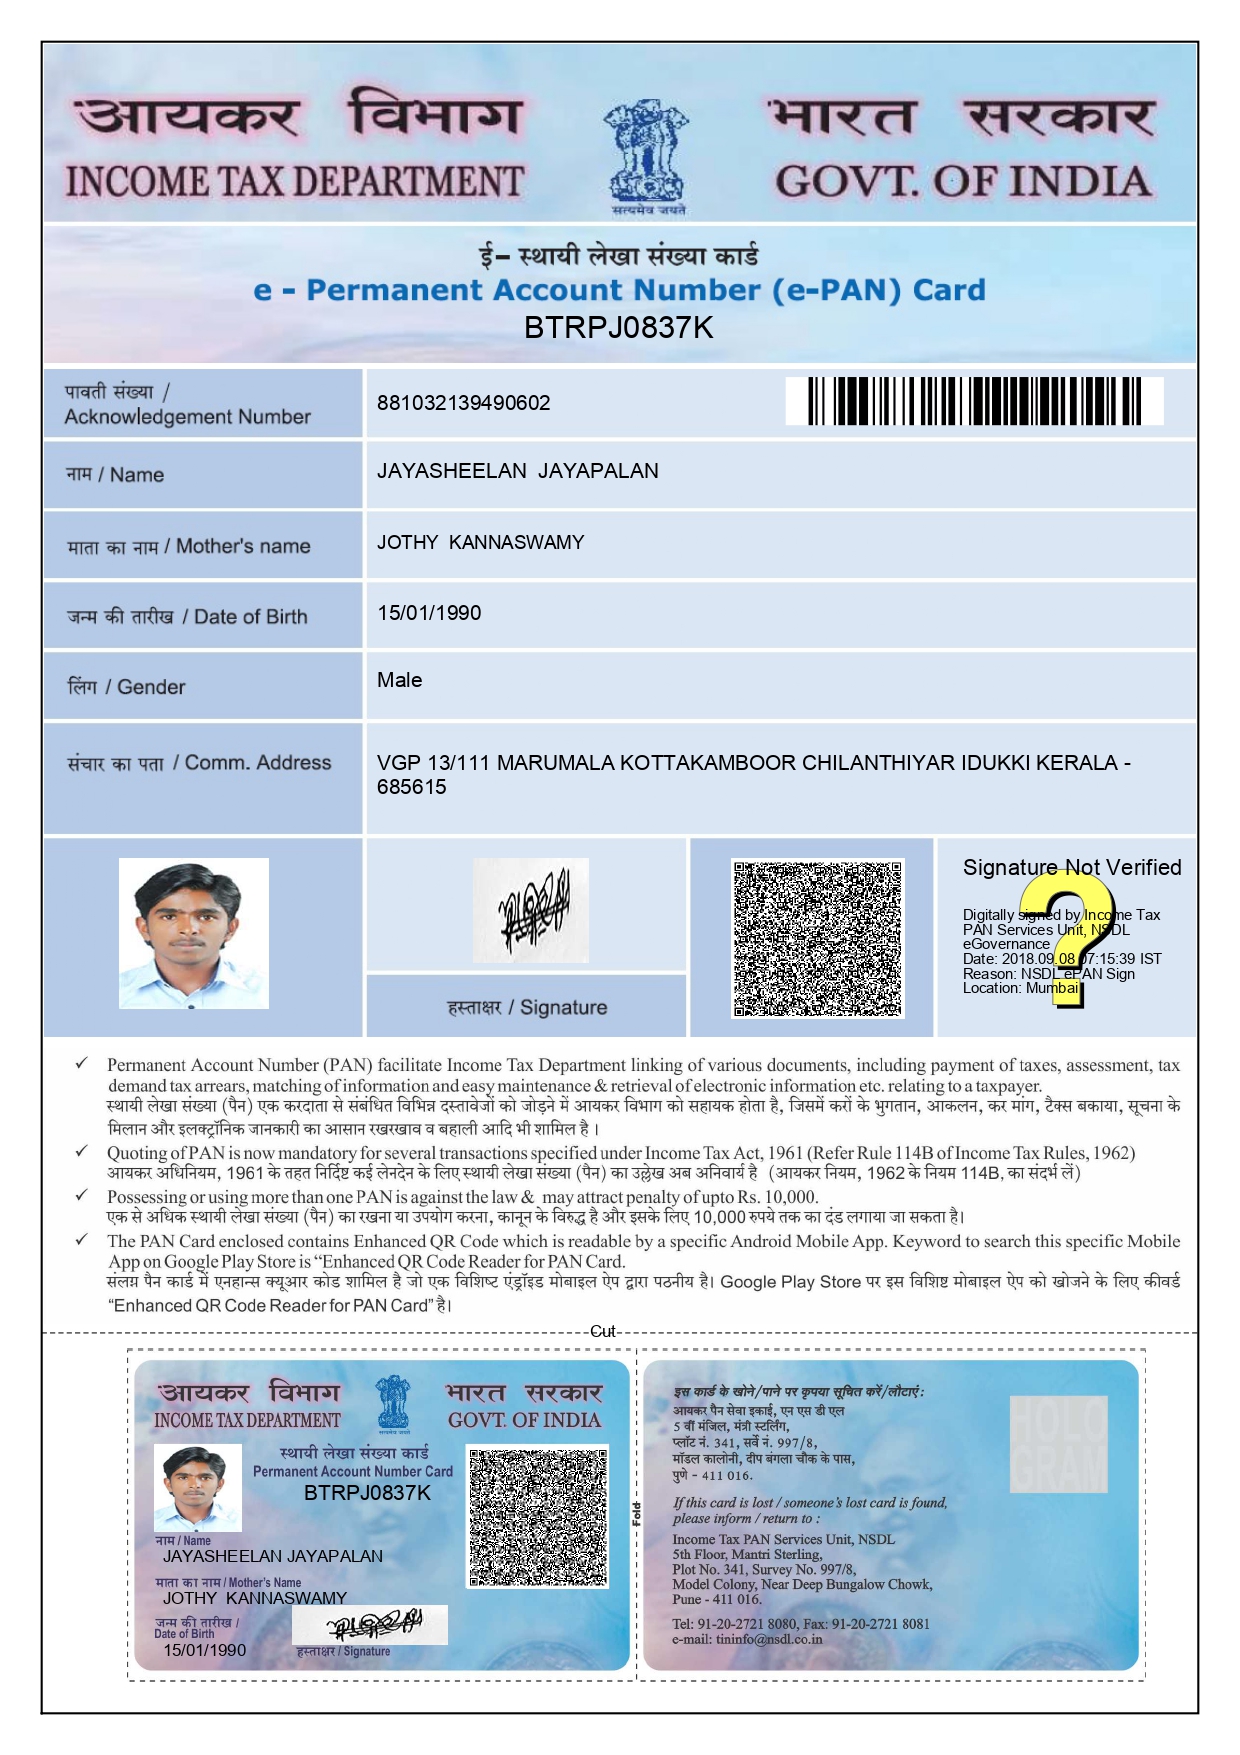 आयकर विभाग
INCOME TAX DEPARTMENT
सत्यमेव जयते
भारत सरकार
GOVT. OF INDIA
ई– स्थायी लेखा संख्या कार्ड
e - Permanent Account Number (e-PAN) Card
BTRPJ0837K
पावती संख्या /
Acknowledgement Number
881032139490602
नाम / Name
JAYASHEELAN JAYAPALAN
माता का नाम / Mother's name
JOTHY KANNASWAMY
जन्म की तारीख / Date of Birth
15/01/1990
लिंग / Gender
Male
संचार का पता / Comm. Address
VGP 13/111 MARUMALA KOTTAKAMBOOR CHILANTHIYAR IDUKKI KERALA -
685615
हस्ताक्षर / Signature
Signature Not Verified
Digitally signed by Income Tax
PAN Services Unit, NSDL
eGovernance
Date: 2018.09.08 07:15:39 IST
Reason: NSDL ePAN Sign
Location: Mumbai
✓ Permanent Account Number (PAN) facilitate Income Tax Department linking of various documents, including payment of taxes, assessment, tax
demand tax arrears, matching of information and easy maintenance & retrieval of electronic information etc. relating to a taxpayer.
स्थायी लेखा संख्या (पैन) एक करदाता से संबंधित विभिन्न दस्तावेजों को जोड़ने में आयकर विभाग को सहायक होता है, जिसमें करों के भुगतान, आकलन, कर मांग, टैक्स बकाया, सूचना के
मिलान और इलक्ट्रॉनिक जानकारी का आसान रखरखाव व बहाली आदि भी शामिल है ।
✓ Quoting of PAN is now mandatory for several transactions specified under Income Tax Act, 1961 (Refer Rule 114B of Income Tax Rules, 1962)
आयकर अधिनियम, 1961 के तहत निर्दिष्ट कई लेनदेन के लिए स्थायी लेखा संख्या (पैन) का उल्लेख अब अनिवार्य है (आयकर नियम, 1962 के नियम 114B, का संदर्भ लें)
✓ Possessing or using more than one PAN is against the law & may attract penalty of upto Rs. 10,000.
एक से अधिक स्थायी लेखा संख्या (पैन) का रखना या उपयोग करना, कानून के विरुद्ध है और इसके लिए 10,000 रुपये तक का दंड लगाया जा सकता है।
✓ The PAN Card enclosed contains Enhanced QR Code which is readable by a specific Android Mobile App. Keyword to search this specific Mobile
App on Google Play Store is “Enhanced QR Code Reader for PAN Card.
संलग्न पैन कार्ड में एनहान्स क्यूआर कोड शामिल है जो एक विशिष्ट एंड्रॉइड मोबाइल ऐप द्वारा पठनीय है। Google Play Store पर इस विशिष्ट मोबाइल ऐप को खोजने के लिए कीवर्ड
“Enhanced QR Code Reader for PAN Card” है।
Cut
आयकर विभाग
INCOME TAX DEPARTMENT
सत्यमेव जयते
भारत सरकार
GOVT. OF INDIA
स्थायी लेखा संख्या कार्ड
Permanent Account Number Card
BTRPJ0837K
नाम / Name
JAYASHEELAN JAYAPALAN
माता का नाम / Mother's Name
JOTHY KANNASWAMY
जन्म की तारीख /
Date of Birth
15/01/1990
हस्ताक्षर / Signature
Fold
इस कार्ड के खोने/पाने पर कृपया सूचित करें/लौटाएं :
आयकर पैन सेवा इकाई, एन एस डी एल
5 वीं मंजिल, मंत्री स्टर्लिंग,
प्लॉट नं. 341, सर्वे नं. 997/8,
मॉडल कालोनी, दीप बंगला चौक के पास,
पुणे - 411 016.
HOLO
GRAM
If this card is lost / someone's lost card is found,
please inform / return to :
Income Tax PAN Services Unit, NSDL
5th Floor, Mantri Sterling,
Plot No. 341, Survey No. 997/8,
Model Colony, Near Deep Bungalow Chowk,
Pune - 411 016.
Tel: 91-20-2721 8080, Fax: 91-20-2721 8081
e-mail: tininfo@nsdl.co.in